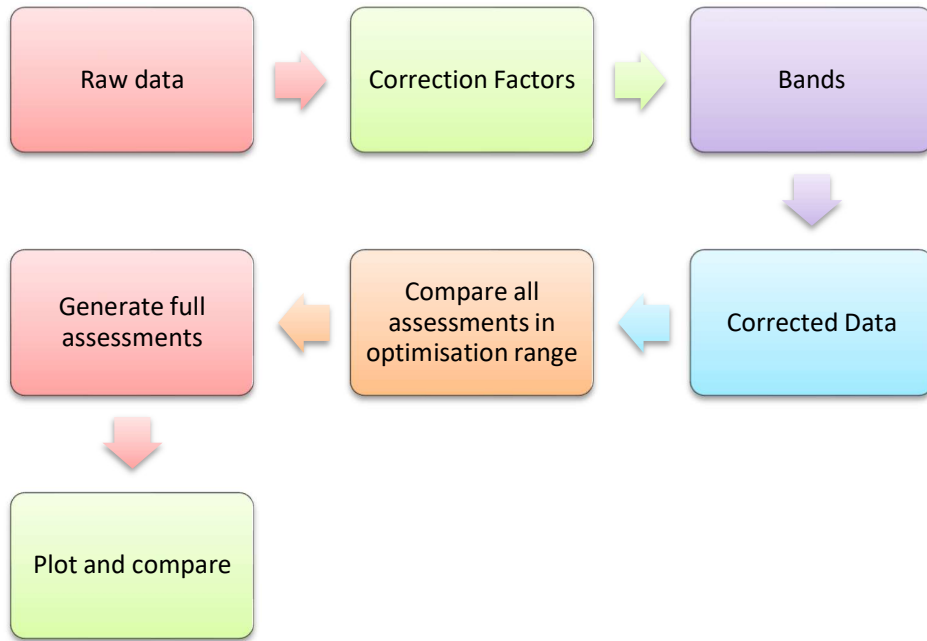 Raw data
Correction Factors
Bands
Corrected Data
Compare all
assessments in
optimisation range
Generate full
assessments
Plot and compare